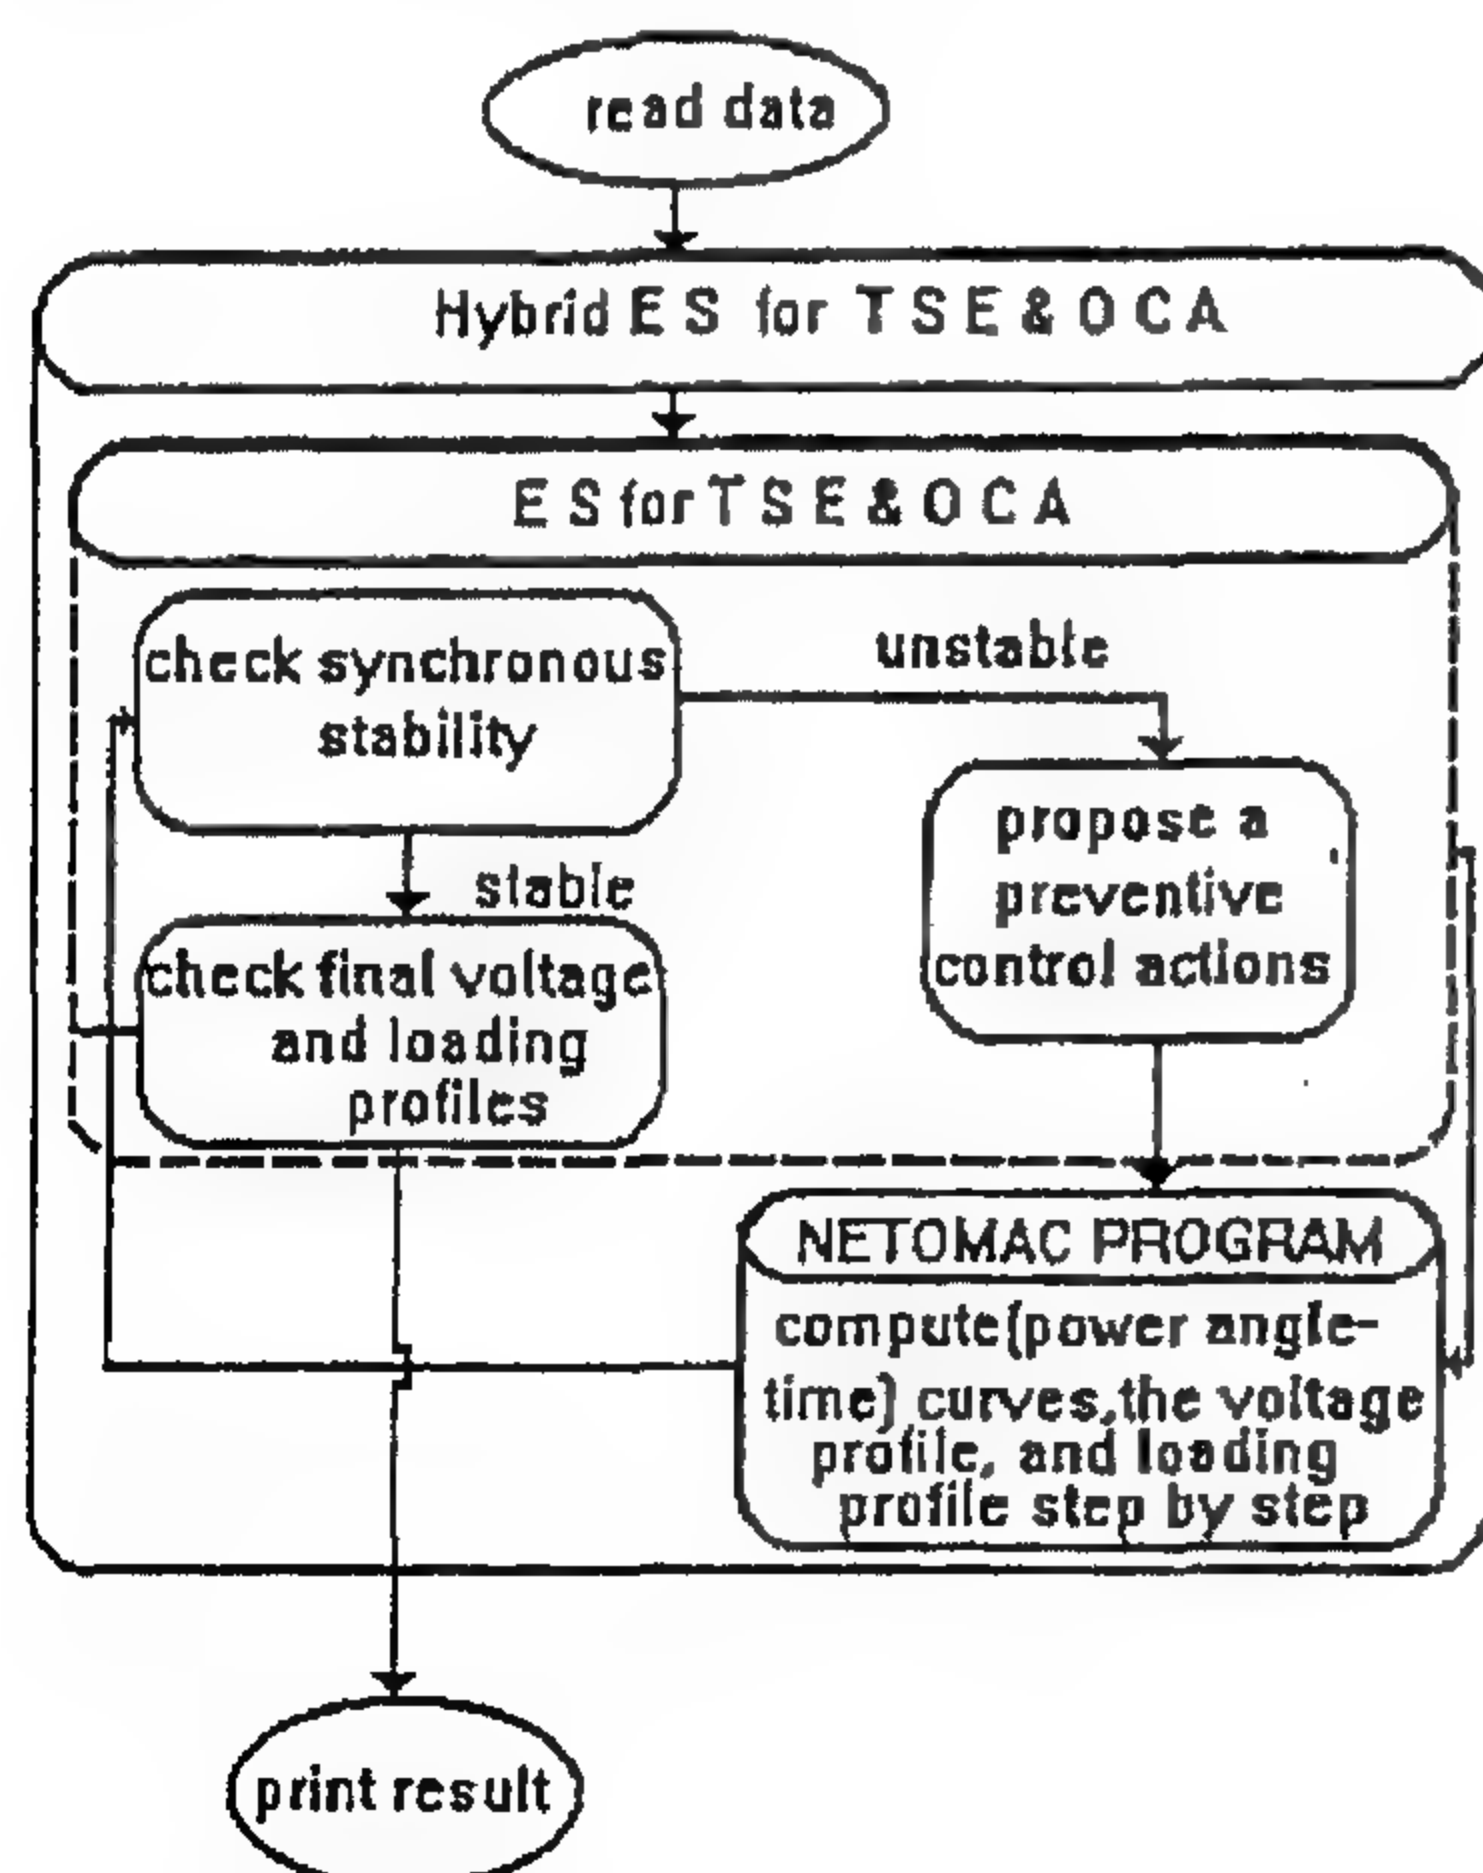 read data
Hybrid E S for T S E & O C A
E S for T S E & O C A
check synchronous
stability
unstable
stable
propose a
preventive
control actions
check final voltage
and loading
profiles
NETOMAC PROGRAM
compute(power angle-
time) curves,the voltage
profile, and loading
profile step by step
print result